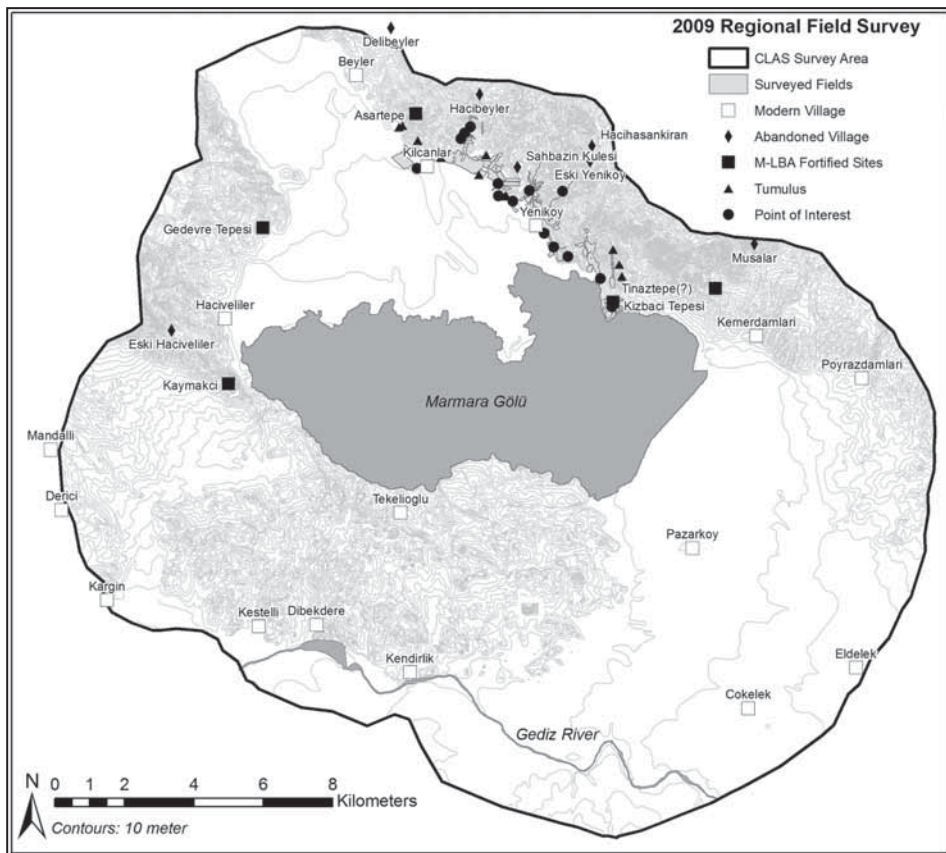 2009 Regional Field Survey
CLAS Survey Area
Surveyed Fields
Modern Village
Abandoned Village
M-LBA Fortified Sites
Tumulus
Point of Interest
Delibeyler
Beyler
Hacibeyler
Asartepe
Hacihasankiran
Kilcanlar
Sahbazin Kulesi
Eski Yenikoy
Yenikoy
Gedevre Tepesi
Musalar
Tinaztepe(?)
Kizbaci Tepesi
Haciveliler
Kemerdamlari
Eski Haciveliler
Poyrazdamlari
Kaymakci
Marmara Gölü
Mandalli
Derici
Tekelioglu
Pazarkoy
Kargin
Kestelli
Dibekdere
Kendirlik
Eldelek
Cokelek
Gediz River
N
0 1 2 4 6 8
Kilometers
Contours: 10 meter